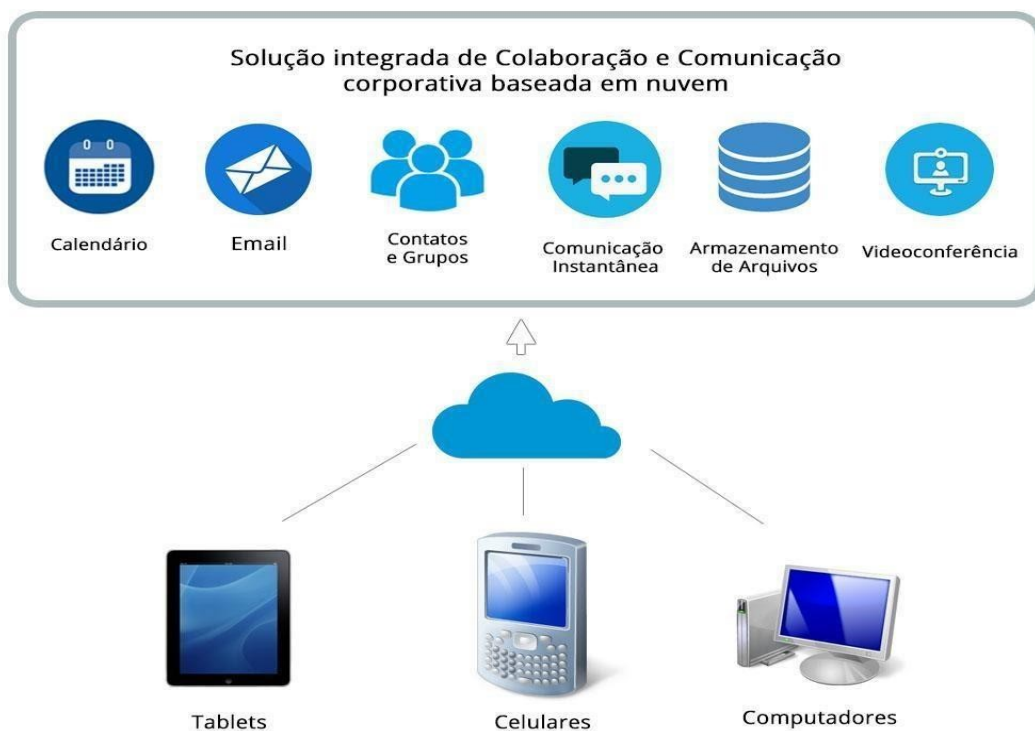 Solução integrada de Colaboração e Comunicação
corporativa baseada em nuvem
Calendário
Email
Contatos
e Grupos
Comunicação
Instantânea
Armazenamento
de Arquivos
Videoconferência
Tablets
Celulares
Computadores